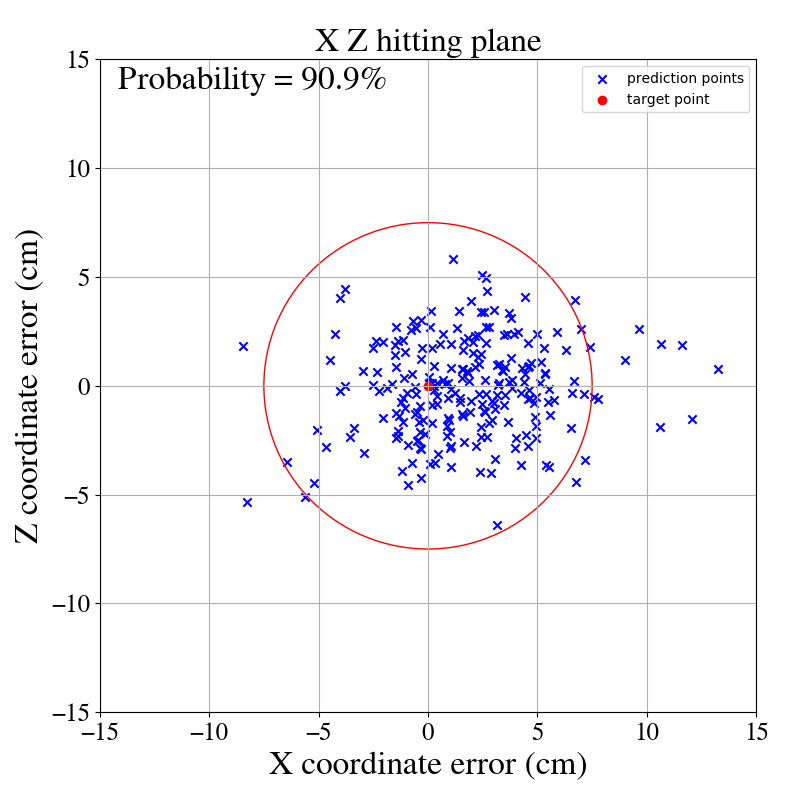 X Z hitting plane
Probability = 90.9%
prediction points
target point
15
10
5
0
−5
−10
−15
Z coordinate error (cm)
−15 −10 −5 0 5 10 15
X coordinate error (cm)